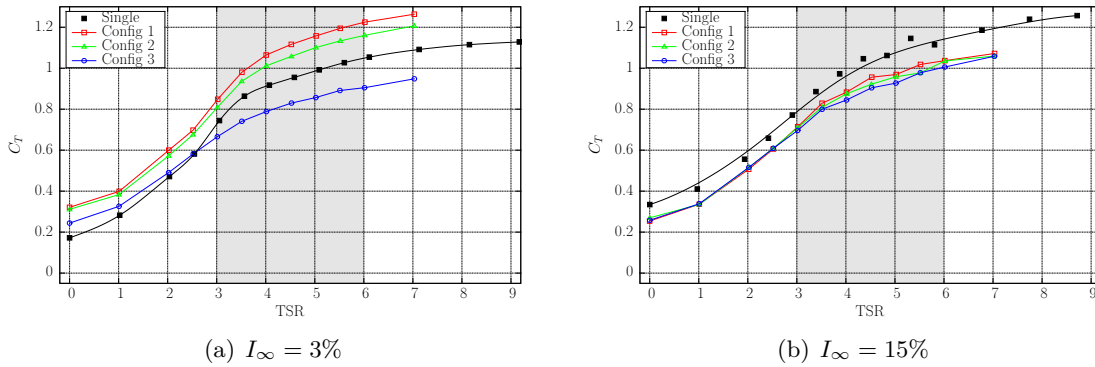 1.2
1
0.8
0.6
0.4
0.2
0
C_T
Single
Config 1
Config 2
Config 3
0 1 2 3 4 5 6 7 8 9
TSR
(a) I∞ = 3%
1.2
1
0.8
0.6
0.4
0.2
0
C_T
Single
Config 1
Config 2
Config 3
0 1 2 3 4 5 6 7 8 9
TSR
(b) I∞ = 15%